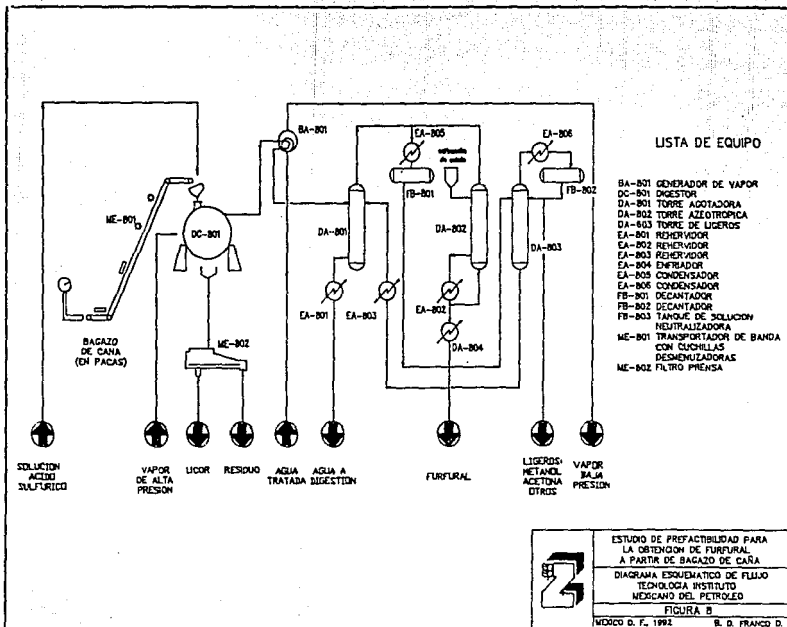 BA-801
EA-805
EA-806
FB-801
FB-802
ME-801
DC-801
DA-801
DA-802
DA-803
EA-801
EA-803
EA-802
DA-804
ME-802
BAGAZO
DE CANA
(EN PACAS)
SOLUCION
ACIDO
SULFURICO
VAPOR
DE ALTA
PRESION
LICOR
RESIDUO
AGUA
TRATADA
AGUA A
DIGESTION
FURFURAL
LIGEROS:
METANOL
ACETONA
OTROS
VAPOR
BAJA
PRESION
LISTA DE EQUIPO
BA-801 GENERADOR DE VAPOR
DC-801 DIGESTOR
DA-801 TORRE AGOTADORA
DA-802 TORRE AZEOTROPICA
DA-803 TORRE DE LIGEROS
EA-801 REHERVIDOR
EA-802 REHERVIDOR
EA-803 REHERVIDOR
EA-804 ENFRIADOR
EA-805 CONDENSADOR
EA-806 CONDENSADOR
FB-801 DECANTADOR
FB-802 DECANTADOR
FB-803 TANQUE DE SOLUCION
NEUTRALIZADORA
ME-801 TRANSPORTADOR DE BANDA
CON CUCHILLAS
DESMENUZADORAS
ME-802 FILTRO PRENSA
ESTUDIO DE PREFACTIBILIDAD PARA
LA OBTENCION DE FURFURAL
A PARTIR DE BAGAZO DE CAÑA
DIAGRAMA ESQUEMATICO DE FLUJO
TECNOLOGIA INSTITUTO
MEXICANO DEL PETROLEO
FIGURA 8
MEXICO D. F., 1992 B. D. FRANCO D.